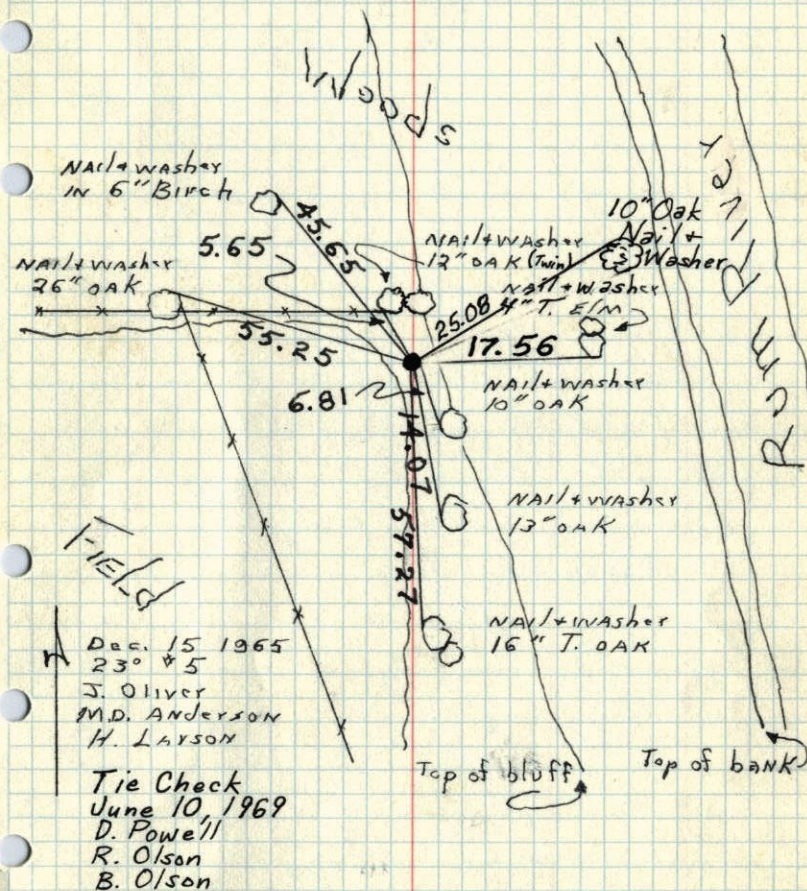 WOODS
NAil + WAsher
IN 6" Birch
45.65
5.65
NAil + WAsher
26" OAK
55.25
NAil + WAsher
12" OAK (Twin)
10" Oak
Nail +
Washer
25.08
NAil + Washer
4" T. Elm
17.56
Rum River
6.81
NAil + WAsher
10" OAK
14.07
NAil + WAsher
13" OAK
57.27
NAil + WAsher
16" T. OAK
FIELD
Dec. 15 1965
23° #5
J. Oliver
M.D. Anderson
H. LArson
Top of bluff
Top of bANK
Tie Check
June 10, 1969
D. Powell
R. Olson
B. Olson